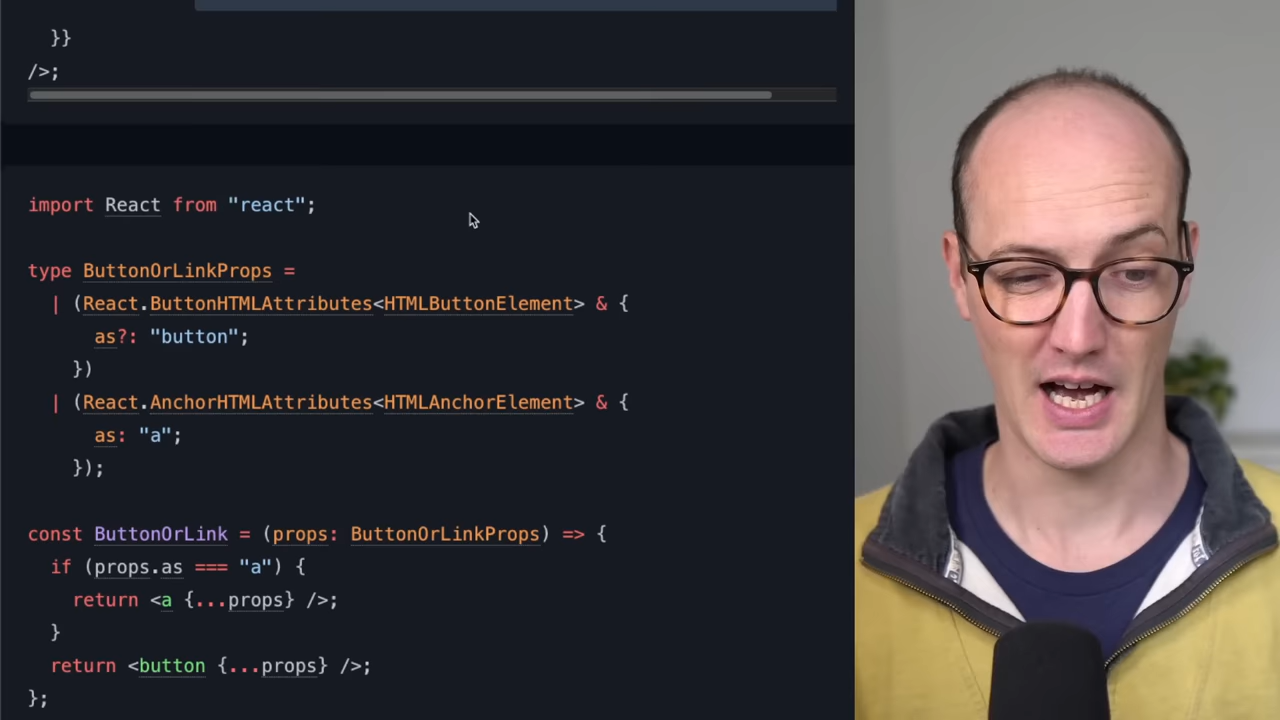 }}
/>;
import React from "react";
type ButtonOrLinkProps =
| (React.ButtonHTMLAttributes<HTMLButtonElement> & {
as?: "button";
})
| (React.AnchorHTMLAttributes<HTMLAnchorElement> & {
as: "a";
});
const ButtonOrLink = (props: ButtonOrLinkProps) => {
if (props.as === "a") {
return <a {...props} />;
}
return <button {...props} />;
};